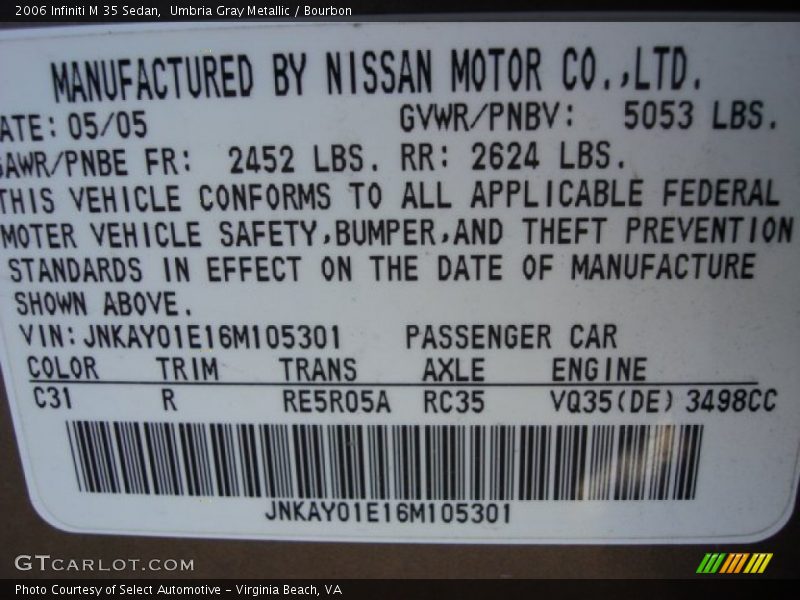 2006 Infiniti M 35 Sedan, Umbria Gray Metallic / Bourbon
MANUFACTURED BY NISSAN MOTOR CO.,LTD.
ATE: 05/05 GVWR/PNBV: 5053 LBS.
GAWR/PNBE FR: 2452 LBS. RR: 2624 LBS.
THIS VEHICLE CONFORMS TO ALL APPLICABLE FEDERAL
MOTER VEHICLE SAFETY,BUMPER,AND THEFT PREVENTION
STANDARDS IN EFFECT ON THE DATE OF MANUFACTURE
SHOWN ABOVE.
VIN: JNKAY01E16M105301 PASSENGER CAR
COLOR TRIM TRANS AXLE ENGINE
C31 R RE5R05A RC35 VQ35(DE) 3498CC
JNKAY01E16M105301
GTCARLOT.COM
Photo Courtesy of Select Automotive – Virginia Beach, VA